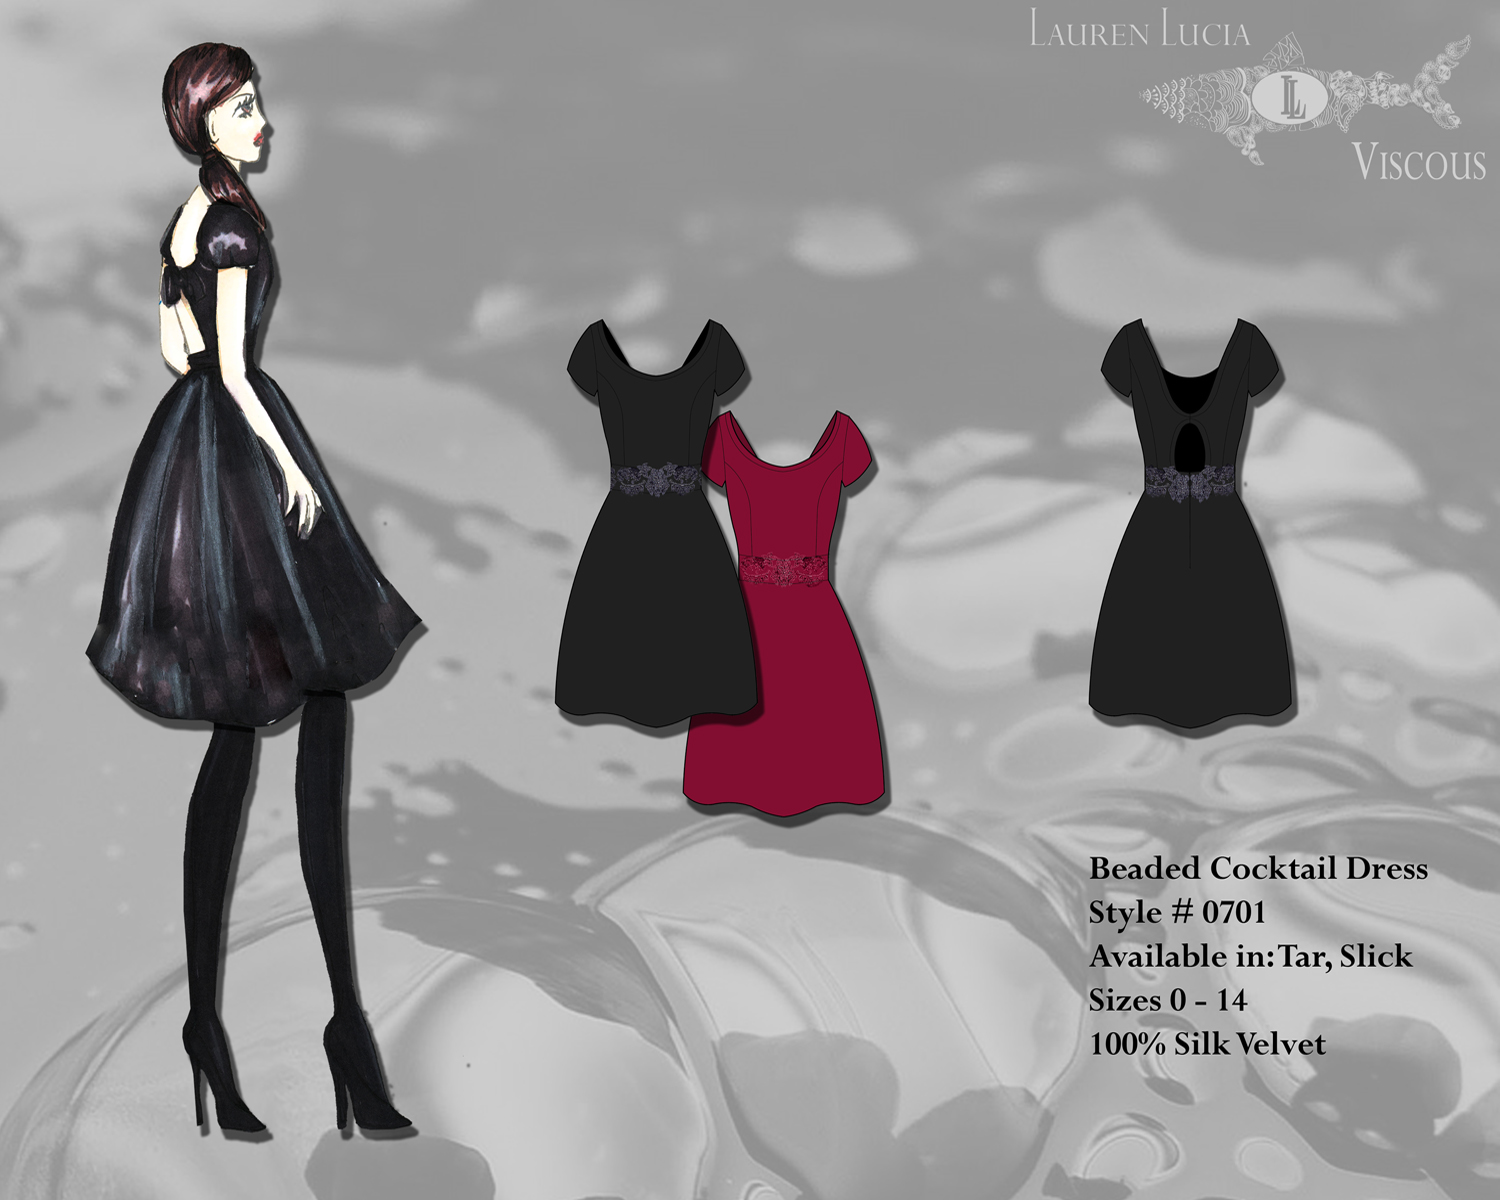 Lauren Lucia
LL
Viscous
Beaded Cocktail Dress
Style # 0701
Available in: Tar, Slick
Sizes 0 - 14
100% Silk Velvet